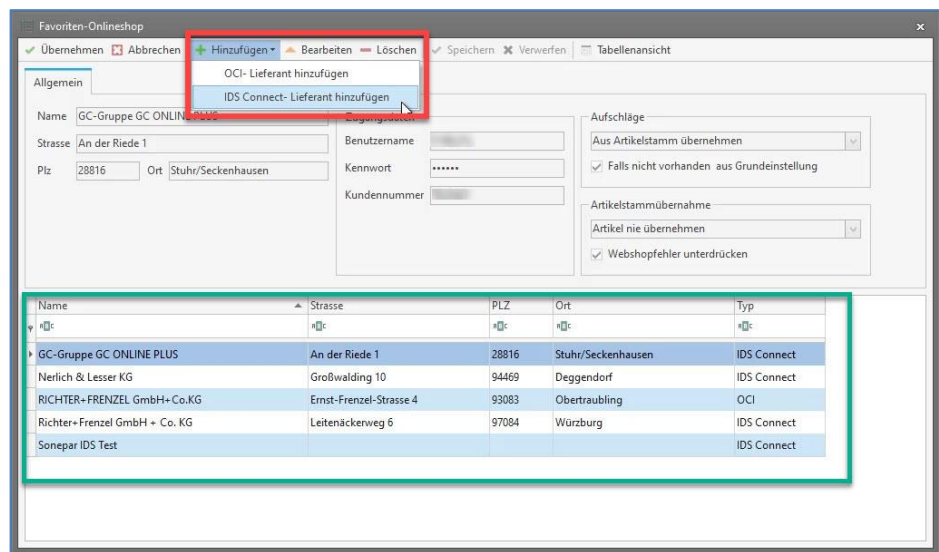 Favoriten-Onlineshop
Übernehmen Abbrechen Hinzufügen Bearbeiten Löschen Speichern Verwerfen Tabellenansicht
OCI- Lieferant hinzufügen
IDS Connect- Lieferant hinzufügen
Allgemein
Name GC-Gruppe GC ONLINE PLUS
Strasse An der Riede 1
Plz 28816 Ort Stuhr/Seckenhausen
Zugangsdaten
Benutzername
Kennwort ••••••
Kundennummer
Aufschläge
Aus Artikelstamm übernehmen
Falls nicht vorhanden aus Grundeinstellung
Artikelstammübernahme
Artikel nie übernehmen
Webshopfehler unterdrücken
Name Strasse PLZ Ort Typ
GC-Gruppe GC ONLINE PLUS An der Riede 1 28816 Stuhr/Seckenhausen IDS Connect
Nerlich & Lesser KG Großwalding 10 94469 Deggendorf IDS Connect
RICHTER+FRENZEL GmbH+Co.KG Ernst-Frenzel-Strasse 4 93083 Obertraubling OCI
Richter+Frenzel GmbH + Co. KG Leitenäckerweg 6 97084 Würzburg IDS Connect
Sonepar IDS Test IDS Connect